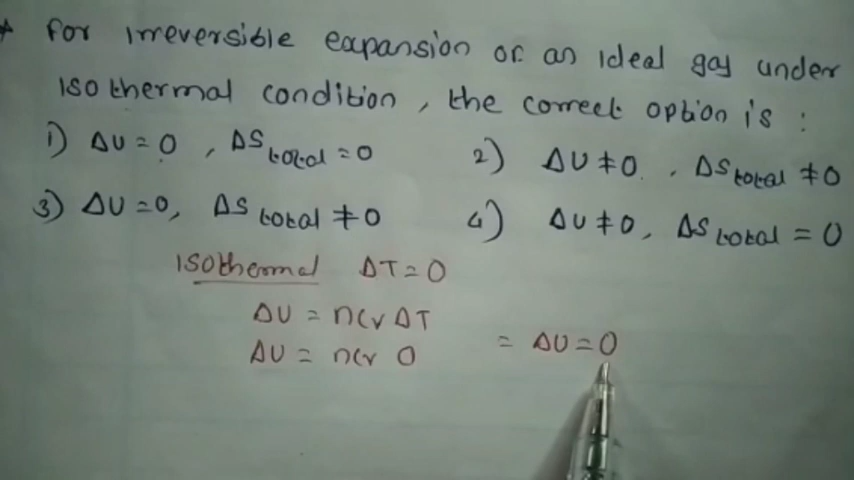 * For irreversible expansion of an ideal gas under
isothermal condition, the correct option is :
1) ΔU = 0 , ΔS total = 0 2) ΔU ≠ 0 , ΔS total ≠ 0
3) ΔU = 0, ΔS total ≠ 0 4) ΔU ≠ 0, ΔS total = 0
Isothermal ΔT = 0
ΔU = nCv ΔT
ΔU = nCv 0 = ΔU = 0